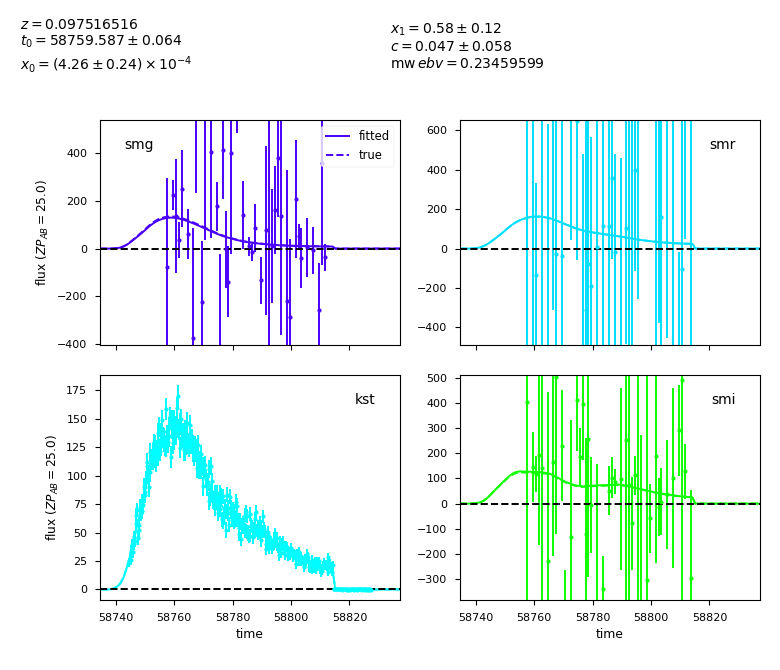 z = 0.097516516
t₀ = 58759.587 ± 0.064
x₀ = (4.26 ± 0.24) × 10⁻⁴
x₁ = 0.58 ± 0.12
c = 0.047 ± 0.058
mw ebv = 0.23459599
smg
fitted
true
400
200
0
−200
−400
flux (ZP_AB = 25.0)
smr
600
400
200
0
−200
−400
kst
175
150
125
100
75
50
25
0
flux (ZP_AB = 25.0)
58740 58760 58780 58800 58820
time
smi
500
400
300
200
100
0
−100
−200
−300
58740 58760 58780 58800 58820
time